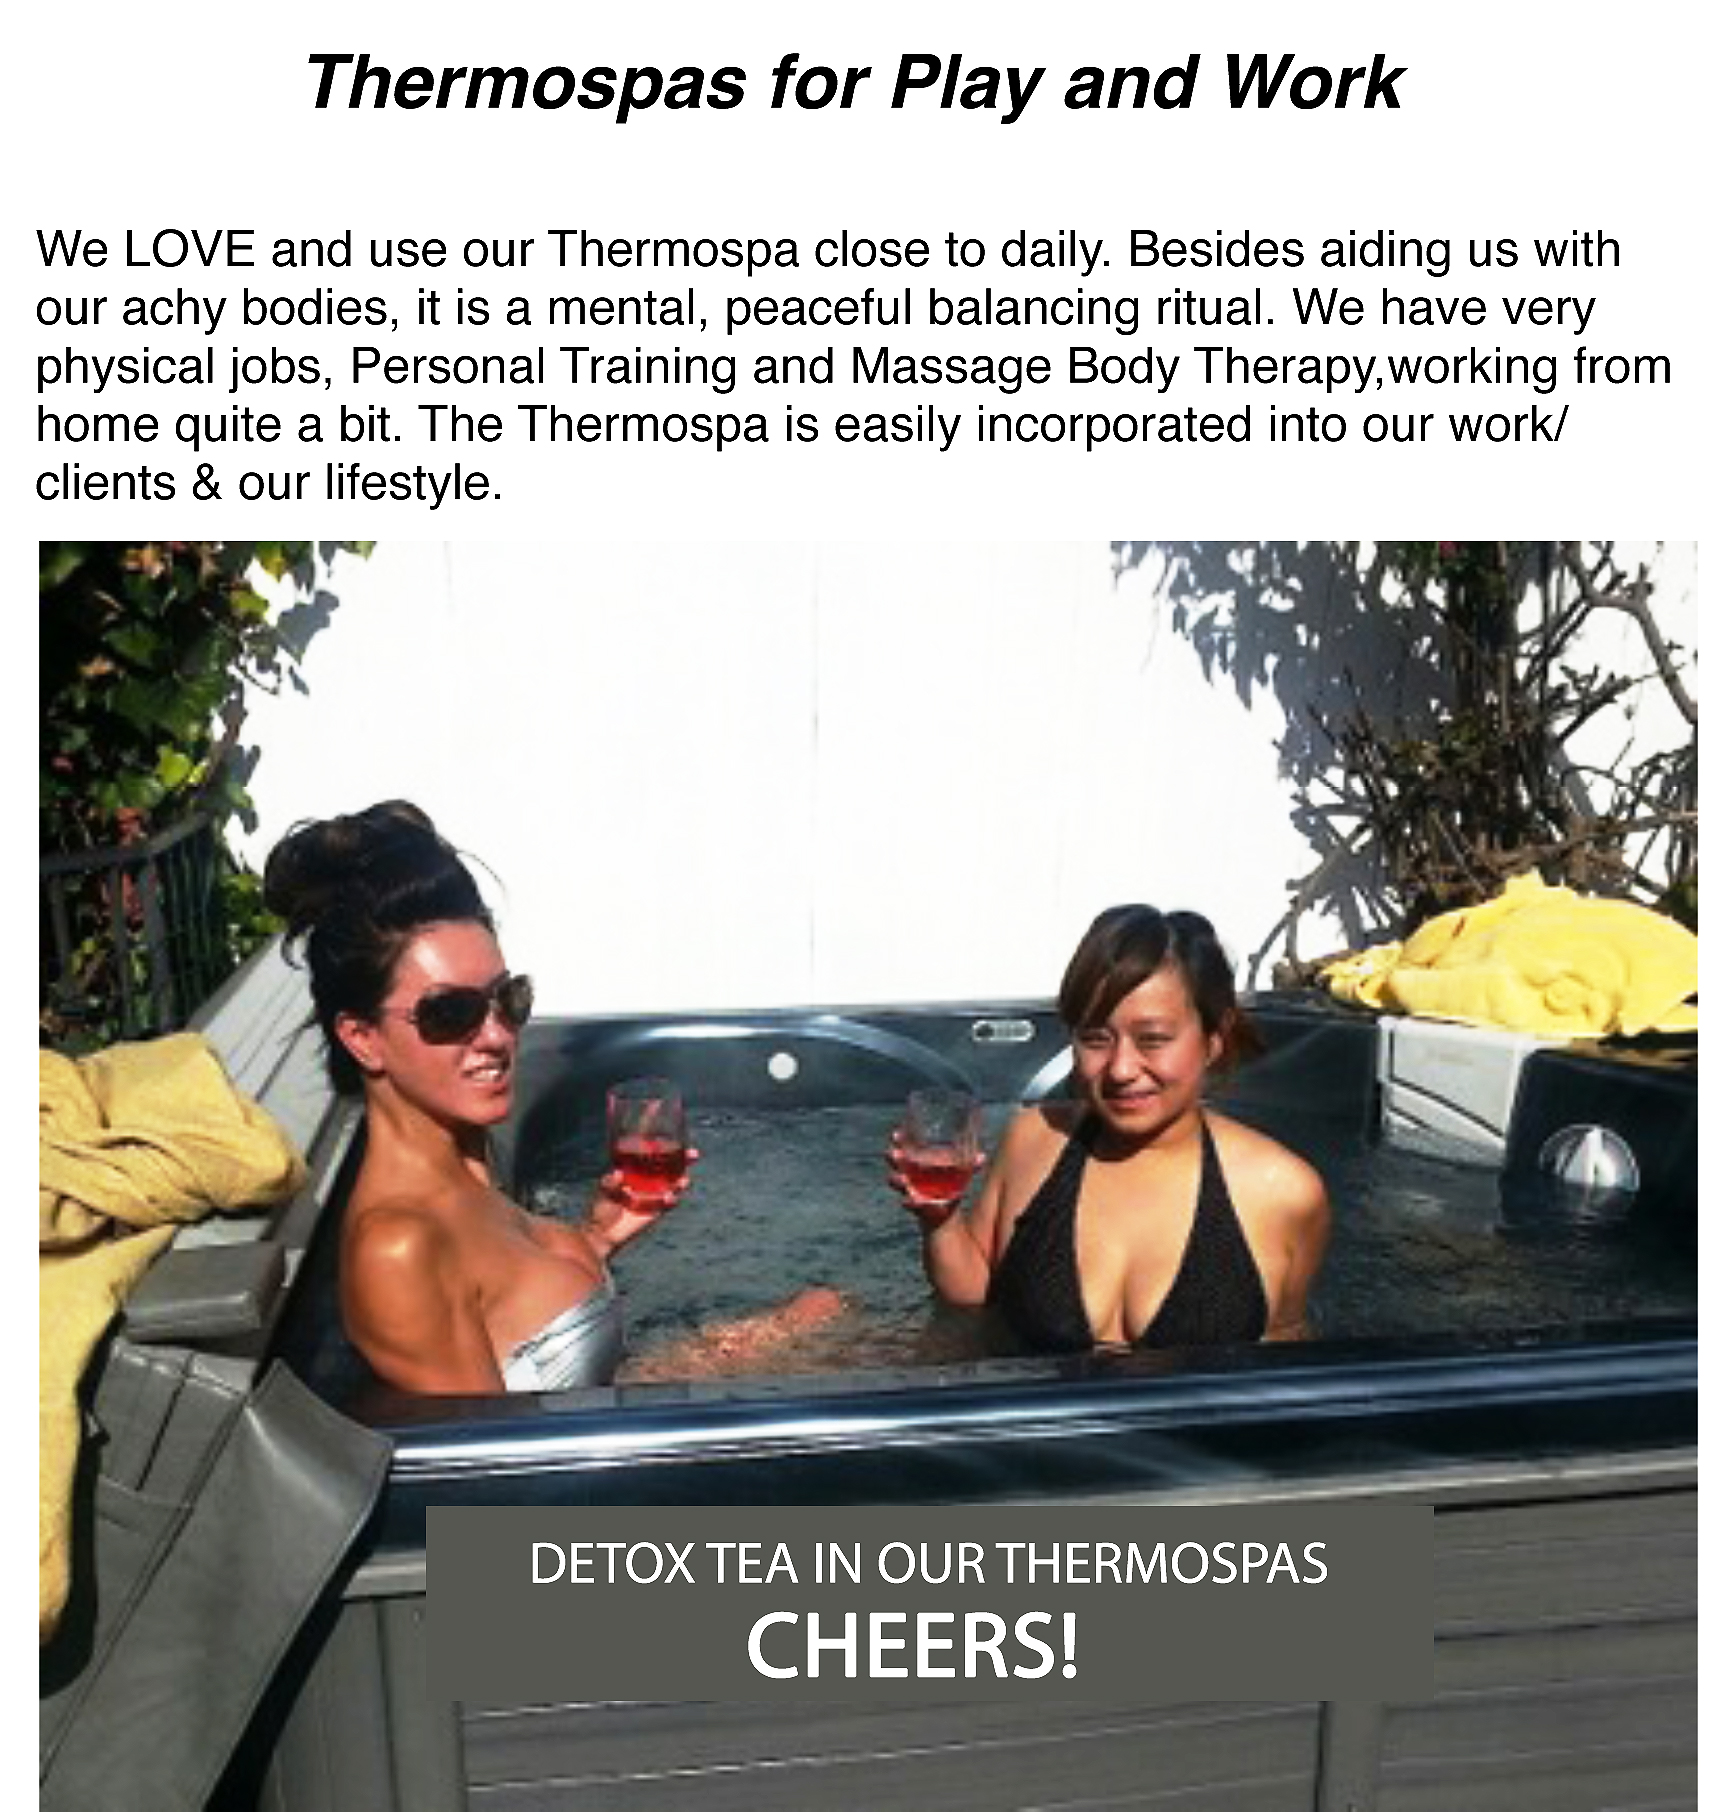 Thermospas for Play and Work
We LOVE and use our Thermospa close to daily. Besides aiding us with
our achy bodies, it is a mental, peaceful balancing ritual. We have very
physical jobs, Personal Training and Massage Body Therapy,working from
home quite a bit. The Thermospa is easily incorporated into our work/
clients & our lifestyle.
DETOX TEA IN OUR THERMOSPAS
CHEERS!